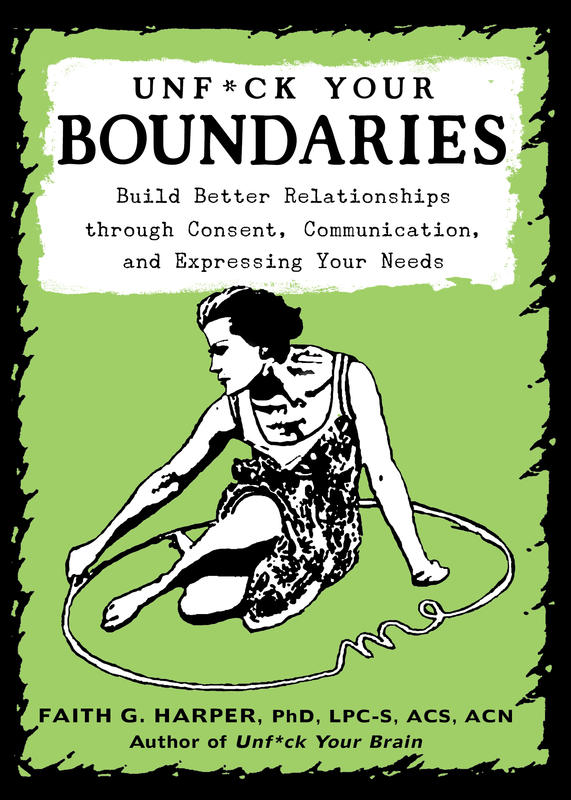 UNF*CK YOUR
BOUNDARIES
Build Better Relationships
through Consent, Communication,
and Expressing Your Needs
me
FAITH G. HARPER, PhD, LPC-S, ACS, ACN
Author of Unf*ck Your Brain